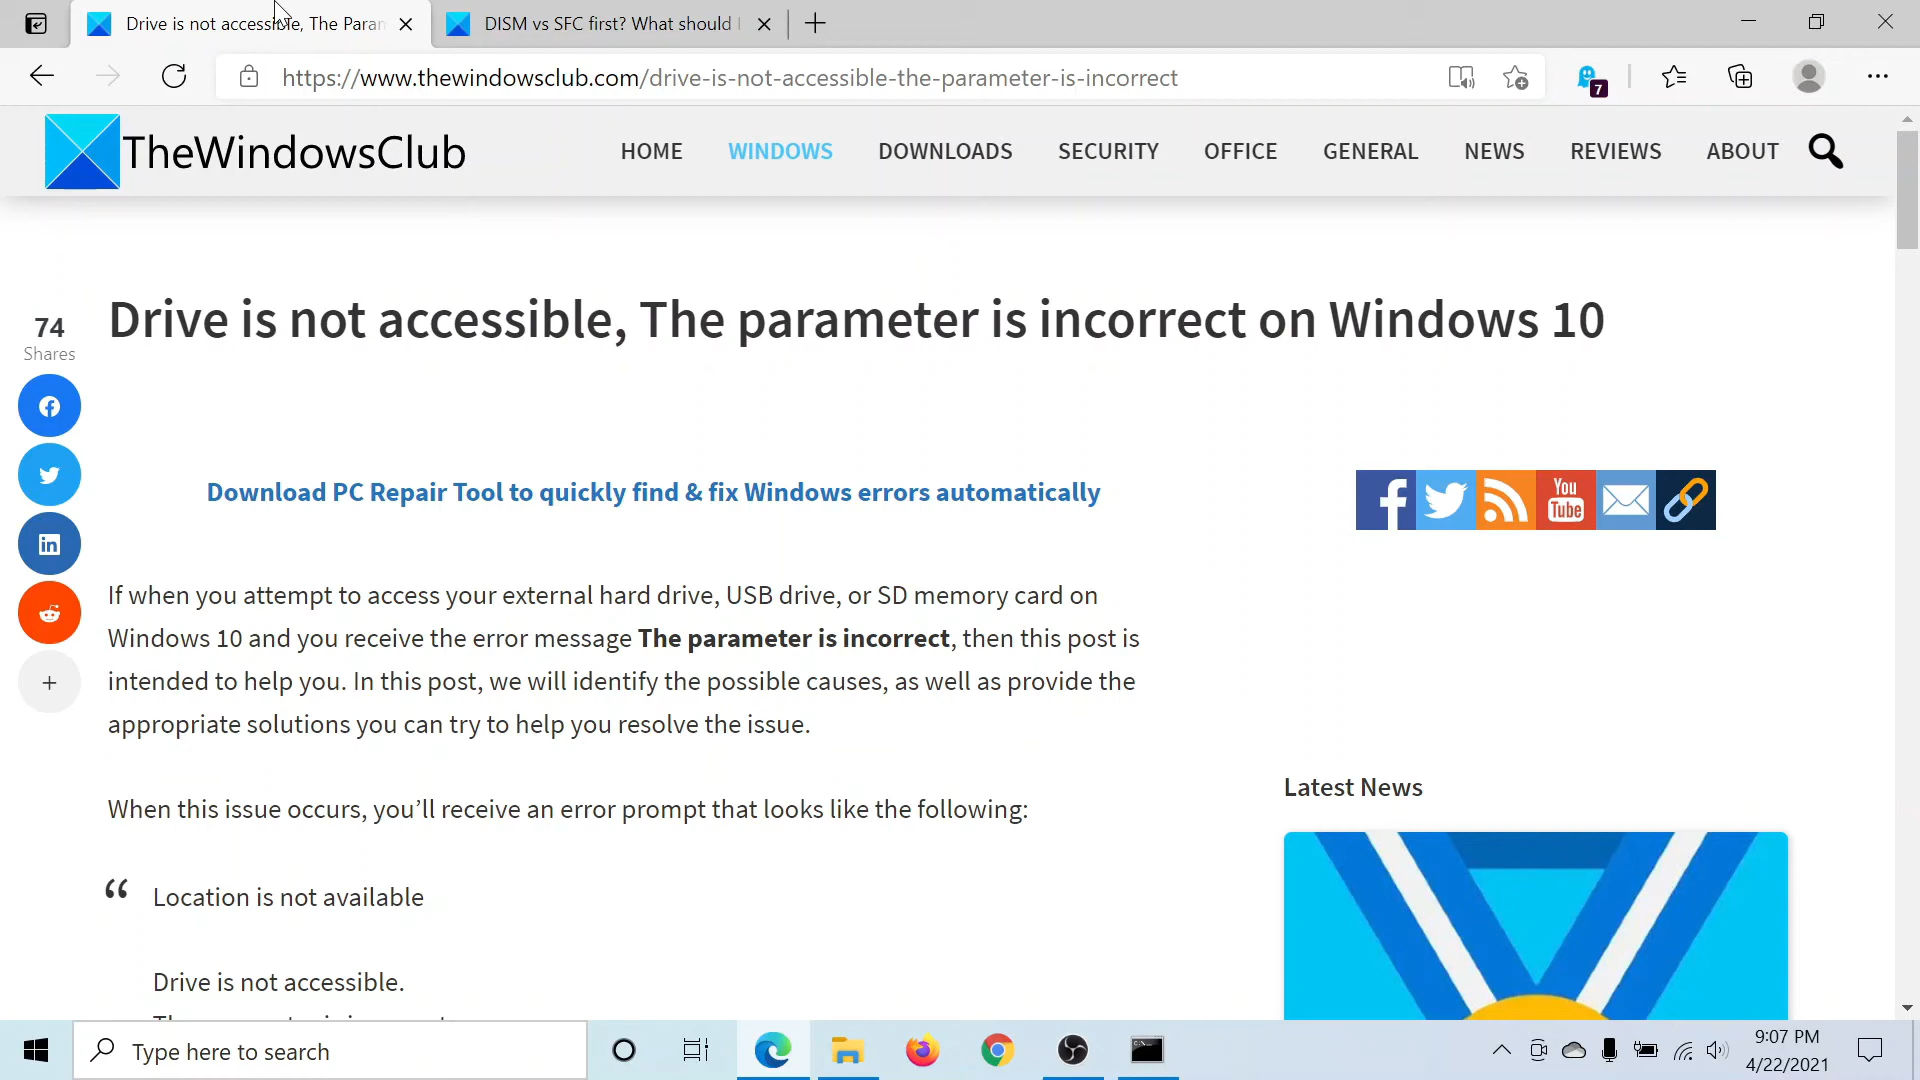 Drive is not accessible, The Param
DISM vs SFC first? What should I
https://www.thewindowsclub.com/drive-is-not-accessible-the-parameter-is-incorrect
7
TheWindowsClub
HOME
WINDOWS
DOWNLOADS
SECURITY
OFFICE
GENERAL
NEWS
REVIEWS
ABOUT
74
Shares
Drive is not accessible, The parameter is incorrect on Windows 10
Download PC Repair Tool to quickly find & fix Windows errors automatically
You
Tube
If when you attempt to access your external hard drive, USB drive, or SD memory card on
Windows 10 and you receive the error message The parameter is incorrect, then this post is
intended to help you. In this post, we will identify the possible causes, as well as provide the
appropriate solutions you can try to help you resolve the issue.
When this issue occurs, you’ll receive an error prompt that looks like the following:
“ Location is not available
Drive is not accessible.
Latest News
Type here to search
9:07 PM
4/22/2021